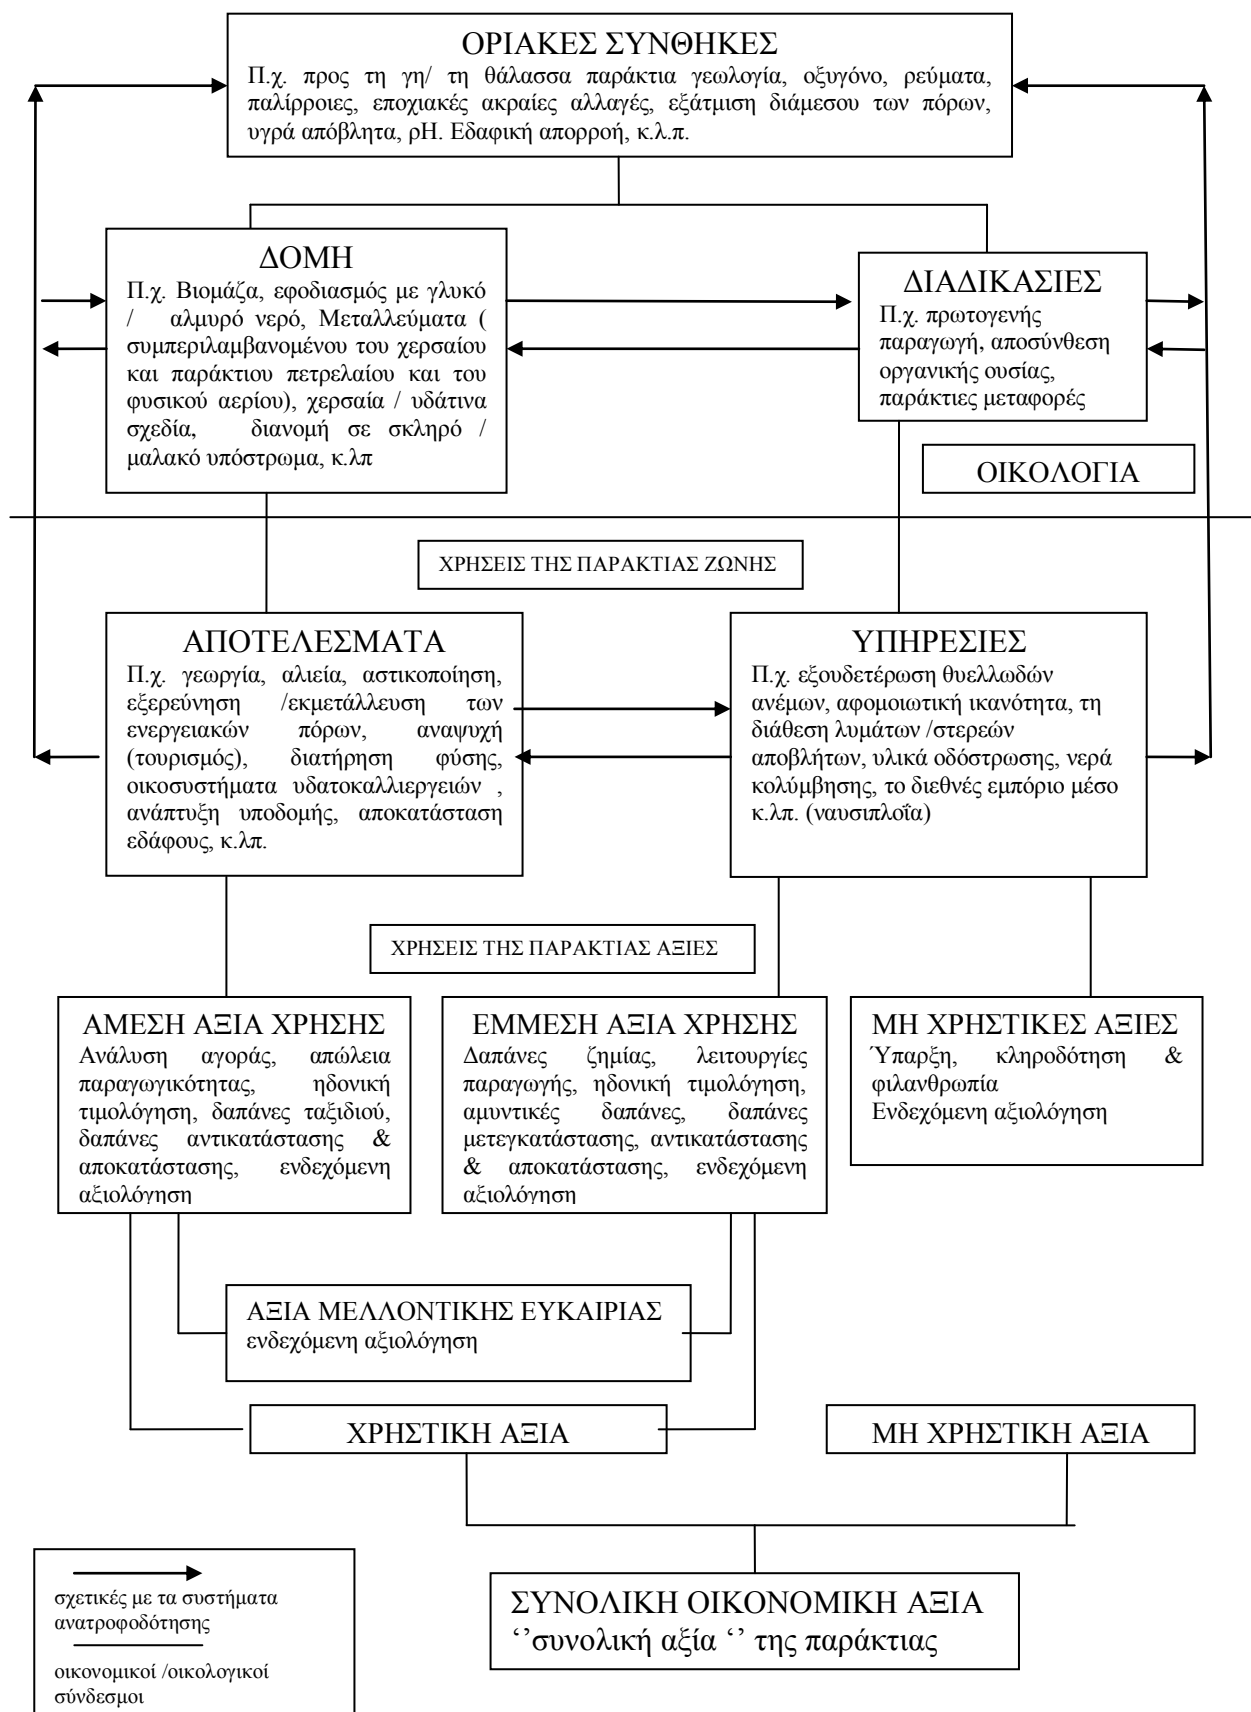 ΟΡΙΑΚΕΣ ΣΥΝΘΗΚΕΣ
Π.χ. προς τη γη/ τη θάλασσα παράκτια γεωλογία, οξυγόνο, ρεύματα,
παλίρροιες, εποχιακές ακραίες αλλαγές, εξάτμιση διάμεσου των πόρων,
υγρά απόβλητα, pH. Εδαφική απορροή, κ.λ.π.
ΔΟΜΗ
Π.χ. Βιομάζα, εφοδιασμός με γλυκό
/ αλμυρό νερό, Μεταλλεύματα (
συμπεριλαμβανομένου του χερσαίου
και παράκτιου πετρελαίου και του
φυσικού αερίου), χερσαία / υδάτινα
σχεδία, διανομή σε σκληρό /
μαλακό υπόστρωμα, κ.λπ
ΔΙΑΔΙΚΑΣΙΕΣ
Π.χ. πρωτογενής
παραγωγή, αποσύνθεση
οργανικής ουσίας,
παράκτιες μεταφορές
ΟΙΚΟΛΟΓΙΑ
ΧΡΗΣΕΙΣ ΤΗΣ ΠΑΡΑΚΤΙΑΣ ΖΩΝΗΣ
ΑΠΟΤΕΛΕΣΜΑΤΑ
Π.χ. γεωργία, αλιεία, αστικοποίηση,
εξερεύνηση /εκμετάλλευση των
ενεργειακών πόρων, αναψυχή
(τουρισμός), διατήρηση φύσης,
οικοσυστήματα υδατοκαλλιεργειών ,
ανάπτυξη υποδομής, αποκατάσταση
εδάφους, κ.λπ.
ΥΠΗΡΕΣΙΕΣ
Π.χ. εξουδετέρωση θυελλωδών
ανέμων, αφομοιωτική ικανότητα, τη
διάθεση λυμάτων /στερεών
αποβλήτων, υλικά οδόστρωσης, νερά
κολύμβησης, το διεθνές εμπόριο μέσο
κ.λπ. (ναυσιπλοΐα)
ΧΡΗΣΕΙΣ ΤΗΣ ΠΑΡΑΚΤΙΑΣ ΑΞΙΕΣ
ΑΜΕΣΗ ΑΞΙΑ ΧΡΗΣΗΣ
Ανάλυση αγοράς, απώλεια
παραγωγικότητας, ηδονική
τιμολόγηση, δαπάνες ταξιδιού,
δαπάνες αντικατάστασης &
αποκατάστασης, ενδεχόμενη
αξιολόγηση
ΕΜΜΕΣΗ ΑΞΙΑ ΧΡΗΣΗΣ
Δαπάνες ζημίας, λειτουργίες
παραγωγής, ηδονική τιμολόγηση,
αμυντικές δαπάνες, δαπάνες
μετεγκατάστασης, αντικατάστασης
& αποκατάστασης, ενδεχόμενη
αξιολόγηση
ΜΗ ΧΡΗΣΤΙΚΕΣ ΑΞΙΕΣ
Ύπαρξη, κληροδότηση &
φιλανθρωπία
Ενδεχόμενη αξιολόγηση
ΑΞΙΑ ΜΕΛΛΟΝΤΙΚΗΣ ΕΥΚΑΙΡΙΑΣ
ενδεχόμενη αξιολόγηση
ΧΡΗΣΤΙΚΗ ΑΞΙΑ
ΜΗ ΧΡΗΣΤΙΚΗ ΑΞΙΑ
σχετικές με τα συστήματα
ανατροφοδότησης
οικονομικοί /οικολογικοί
σύνδεσμοι
ΣΥΝΟΛΙΚΗ ΟΙΚΟΝΟΜΙΚΗ ΑΞΙΑ
‘’συνολική αξία ‘’ της παράκτιας